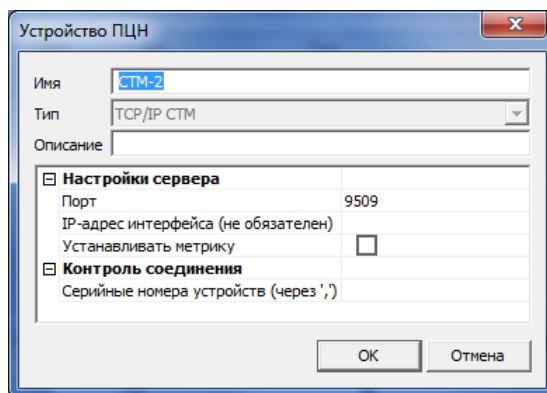 Устройство ПЦН
Имя СТМ-2
Тип TCP/IP СТМ
Описание
Настройки сервера
Порт 9509
IP-адрес интерфейса (не обязателен)
Устанавливать метрику
Контроль соединения
Серийные номера устройств (через ',')
ОК Отмена